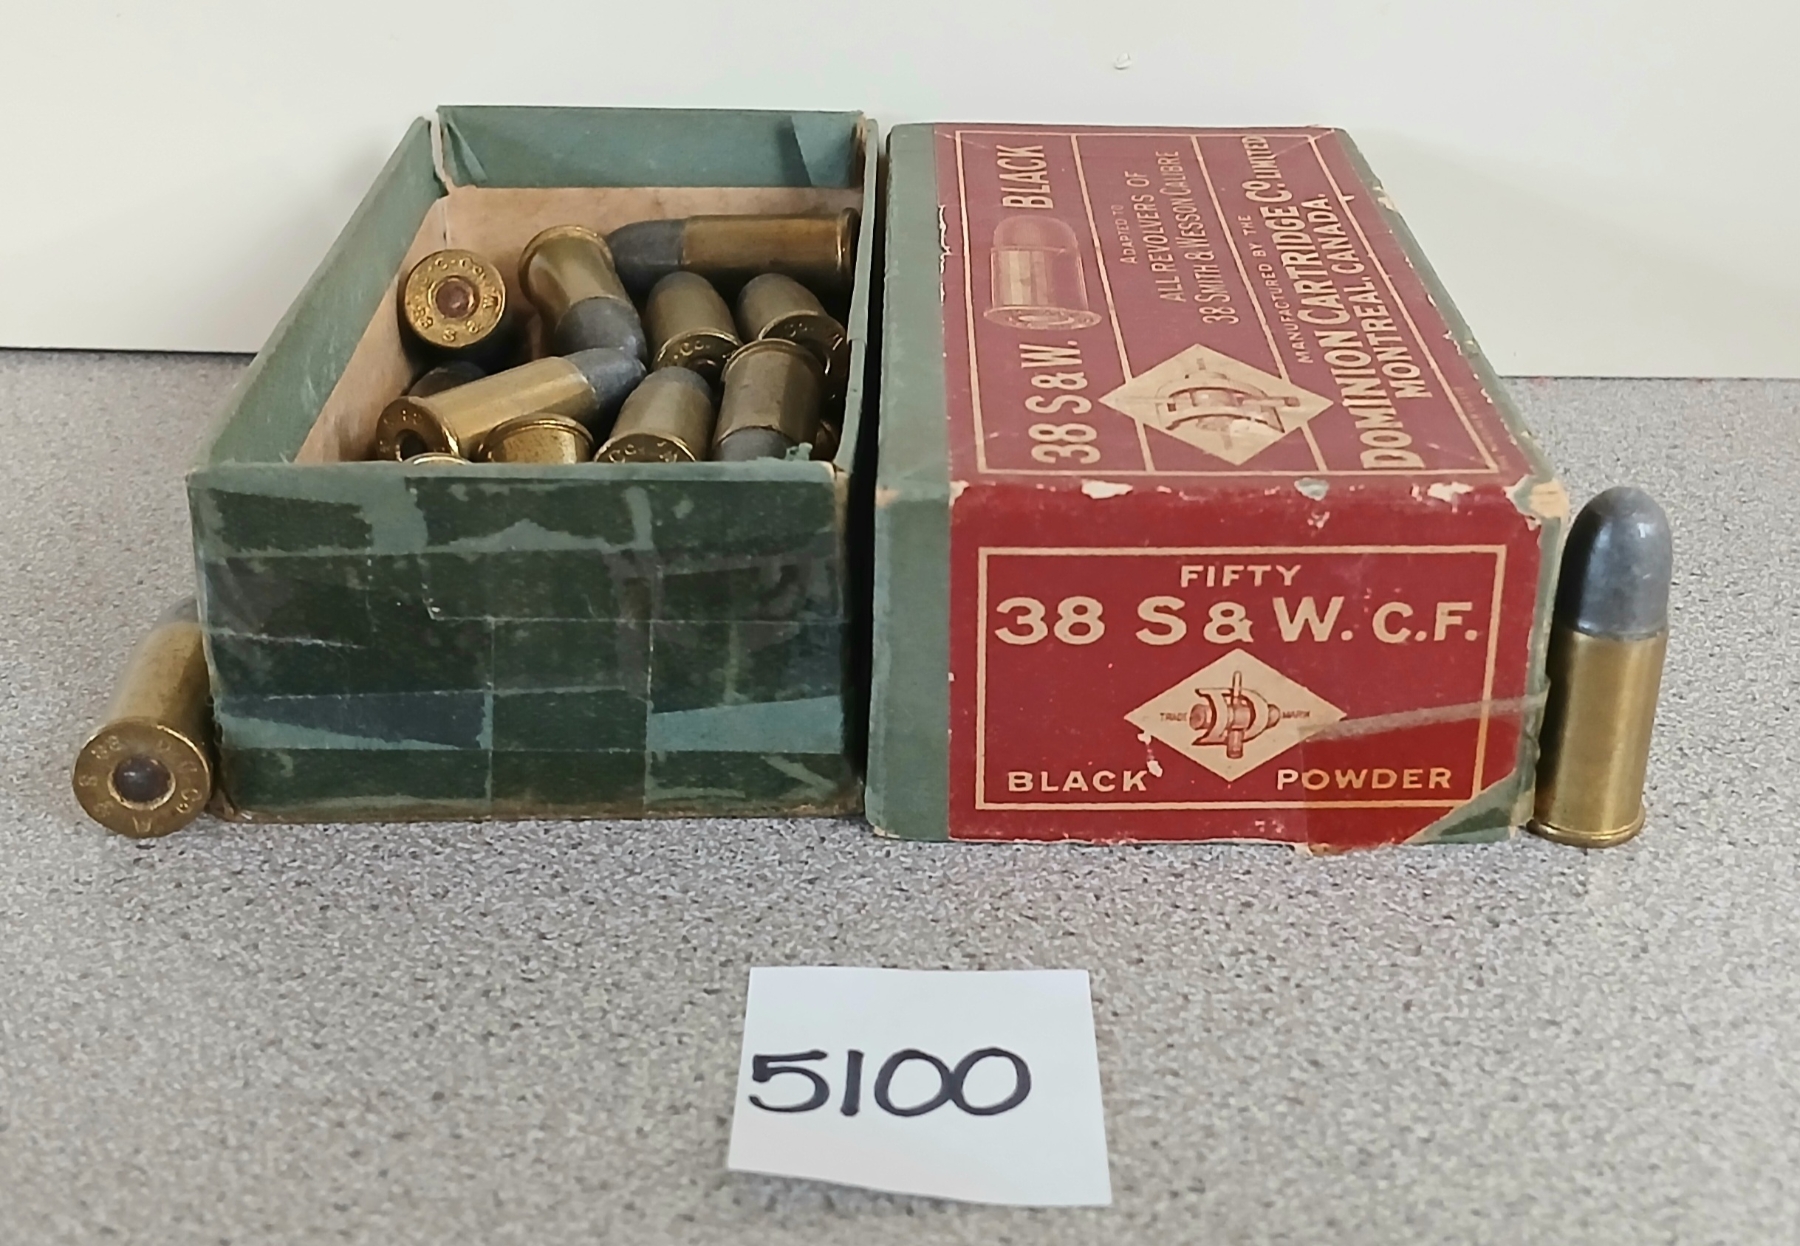 38 S & W. BLACK
ADAPTED TO
ALL REVOLVERS OF
38 SMITH & WESSON CALIBRE
MANUFACTURED BY THE
DOMINION CARTRIDGE CO. LIMITED
MONTREAL, CANADA.
FIFTY
38 S & W. C.F.
TRADE MARK
BLACK POWDER
5100